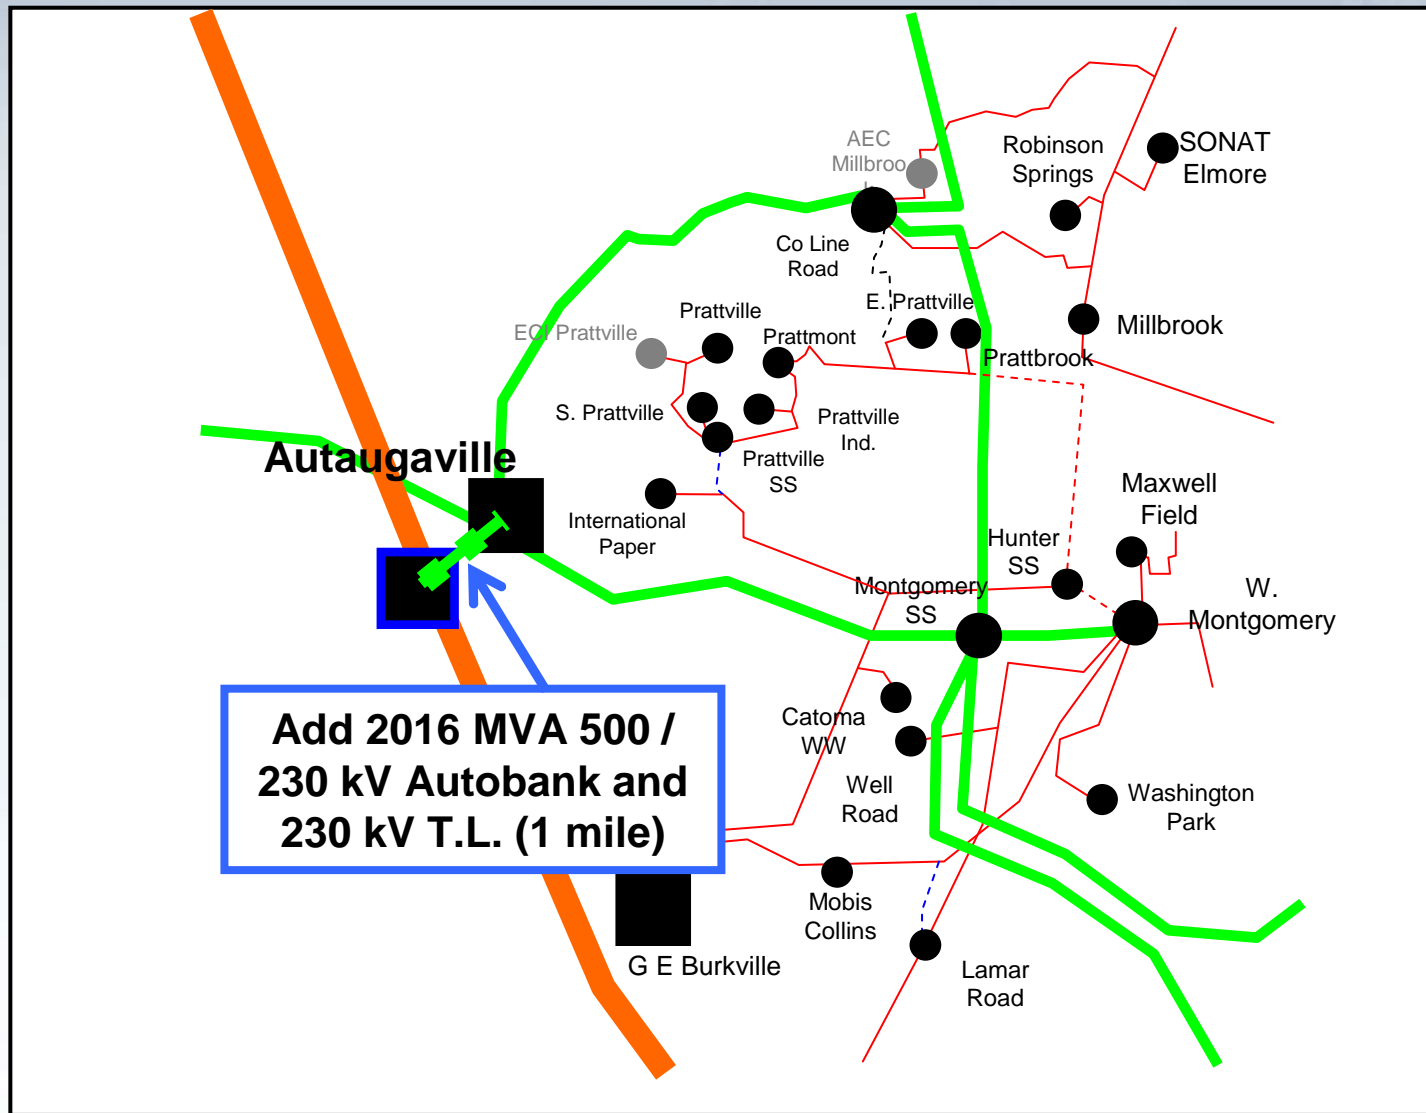 AEC
Millbroo
Robinson
Springs
SONAT
Elmore
Co Line
Road
E. Prattville
Prattville
ECI Prattville
Prattmont
Prattbrook
Millbrook
S. Prattville
Prattville
Ind.
Autaugaville
Prattville
SS
International
Paper
Maxwell
Field
Hunter
SS
Montgomery
SS
W.
Montgomery
Add 2016 MVA 500 /
230 kV Autobank and
230 kV T.L. (1 mile)
Catoma
WW
Well
Road
Washington
Park
Mobis
Collins
G E Burkville
Lamar
Road